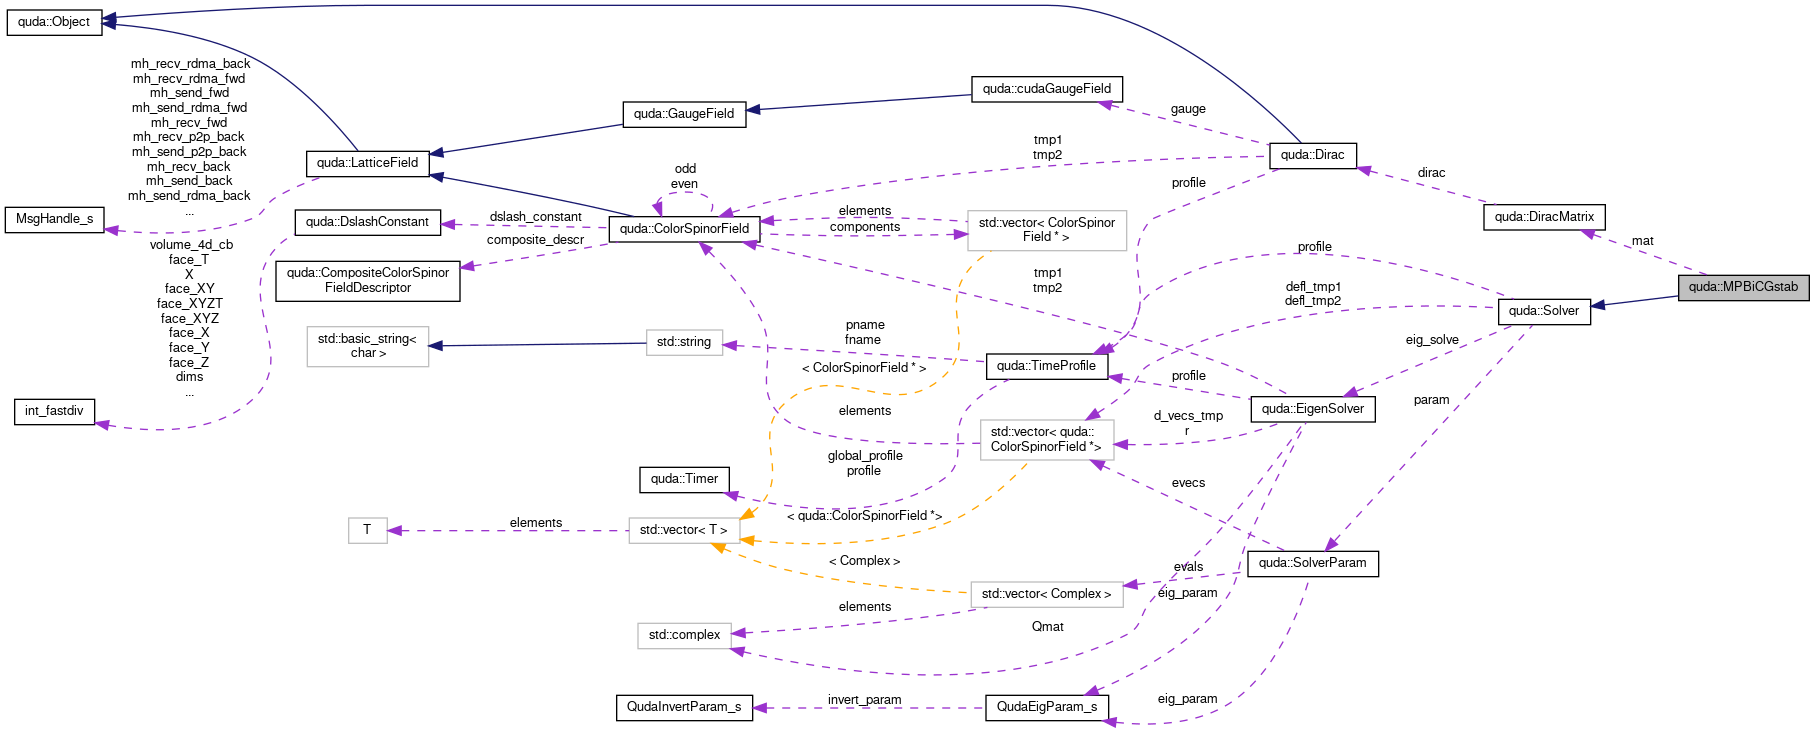 quda::Object
mh_recv_rdma_back
mh_recv_rdma_fwd
mh_send_fwd
mh_send_rdma_fwd
mh_recv_fwd
mh_recv_p2p_back
mh_send_p2p_back
mh_recv_back
mh_send_back
mh_send_rdma_back
...
MsgHandle_s
volume_4d_cb
face_T
X
face_XY
face_XYZT
face_XYZ
face_X
face_Y
face_Z
dims
...
int_fastdiv
quda::LatticeField
quda::DslashConstant
quda::CompositeColorSpinor
FieldDescriptor
std::basic_string<
char >
T
dslash_constant
composite_descr
elements
quda::GaugeField
odd
even
quda::ColorSpinorField
std::string
quda::Timer
std::vector< T >
std::complex
QudaInvertParam_s
elements
components
pname
fname
< ColorSpinorField * >
elements
global_profile
profile
< quda::ColorSpinorField *>
< Complex >
elements
invert_param
quda::cudaGaugeField
tmp1
tmp2
std::vector< ColorSpinor
Field * >
tmp1
tmp2
quda::TimeProfile
std::vector< quda::
ColorSpinorField *>
std::vector< Complex >
Qmat
QudaEigParam_s
gauge
profile
profile
d_vecs_tmp
r
evecs
evals
eig_param
eig_param
quda::Dirac
profile
defl_tmp1
defl_tmp2
quda::EigenSolver
quda::SolverParam
dirac
eig_solve
param
quda::DiracMatrix
quda::Solver
mat
quda::MPBiCGstab